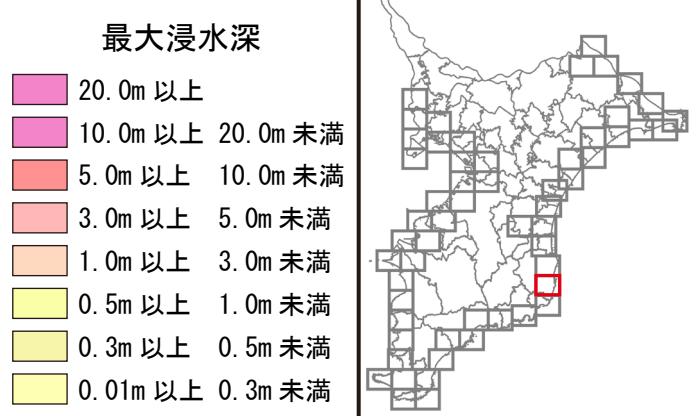 最大浸水深
20.0m 以上
10.0m 以上 20.0m 未満
5.0m 以上 10.0m 未満
3.0m 以上 5.0m 未満
1.0m 以上 3.0m 未満
0.5m 以上 1.0m 未満
0.3m 以上 0.5m 未満
0.01m 以上 0.3m 未満